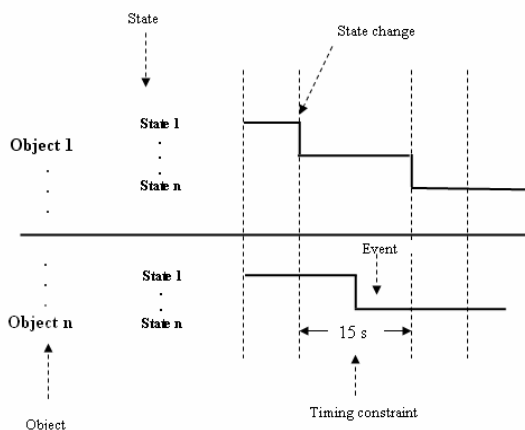 State
State change
State 1
Object 1
State n
Event
State 1
Object n
State n
15 s
Timing constraint
Object